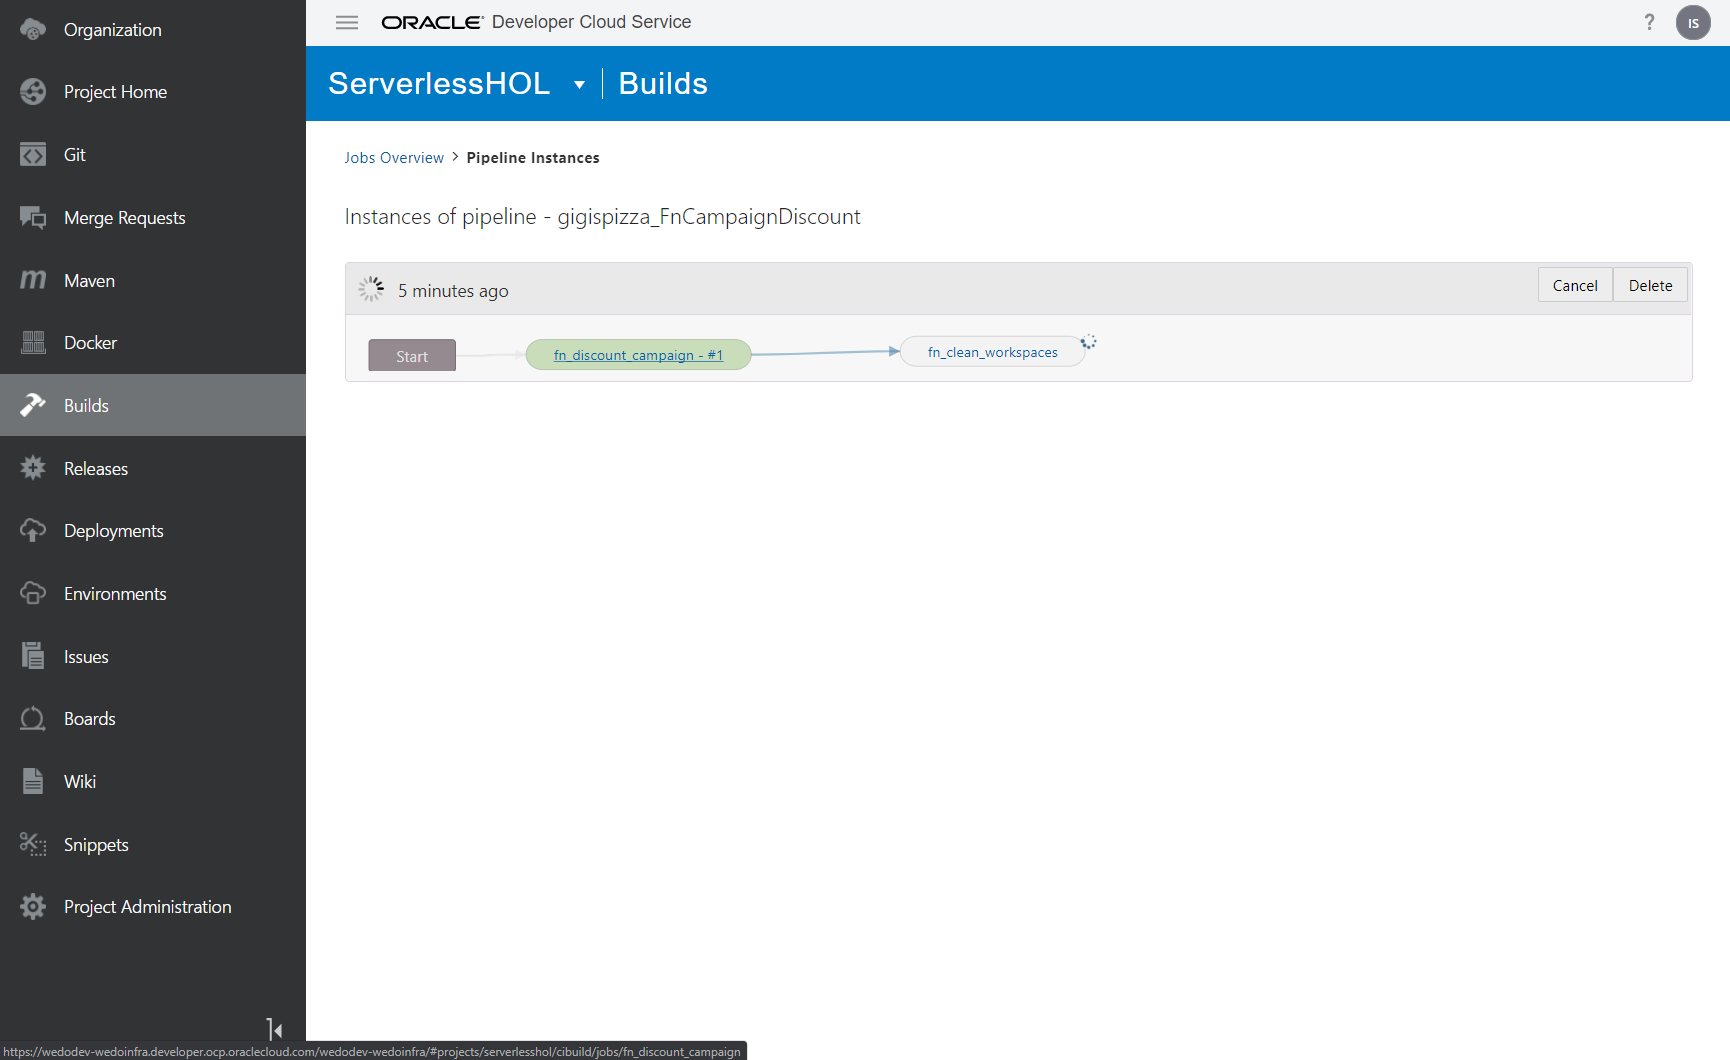 Organization
Project Home
Git
Merge Requests
Maven
Docker
Builds
Releases
Deployments
Environments
Issues
Boards
Wiki
Snippets
Project Administration
ORACLE Developer Cloud Service
? IS
ServerlessHOL Builds
Jobs Overview > Pipeline Instances
Instances of pipeline - gigispizza_FnCampaignDiscount
5 minutes ago Cancel Delete
Start fn_discount_campaign - #1 fn_clean_workspaces
https://wedodev-wedoinfra.developer.ocp.oraclecloud.com/wedodev-wedoinfra/#projects/serverlesshol/cibuild/jobs/fn_discount_campaign